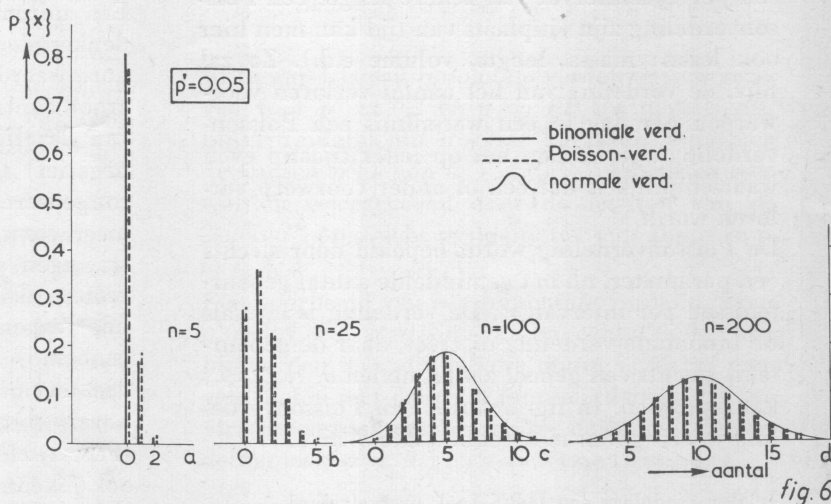 p{x}
0,8
0,7
0,6
0,5
0,4
0,3
0,2
0,1
0
p'=0,05
binomiale verd.
Poisson-verd.
normale verd.
n=5
n=25
n=100
n=200
0 2 a
0 5 b
0 5 10 c
5 10 15 d
aantal
fig. 6